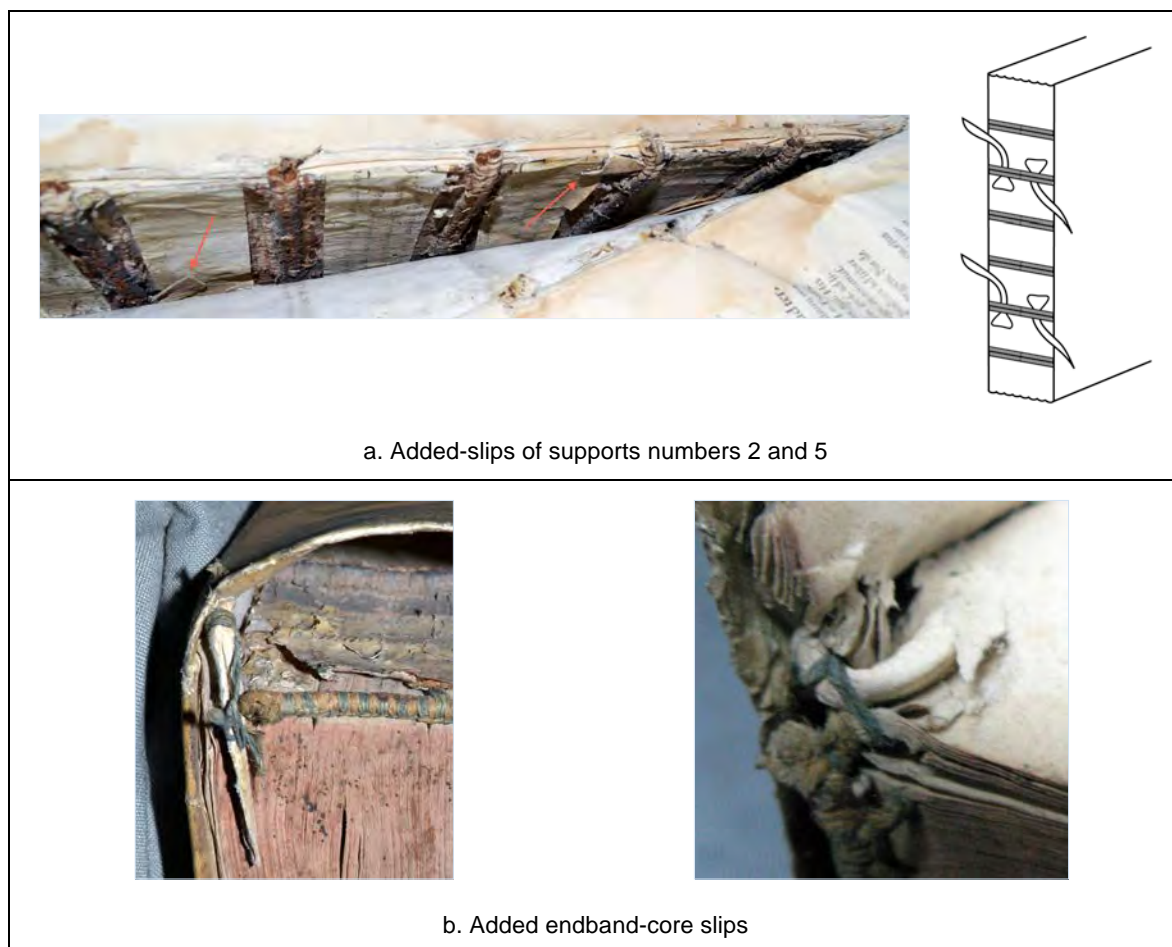 a. Added-slips of supports numbers 2 and 5
b. Added endband-core slips